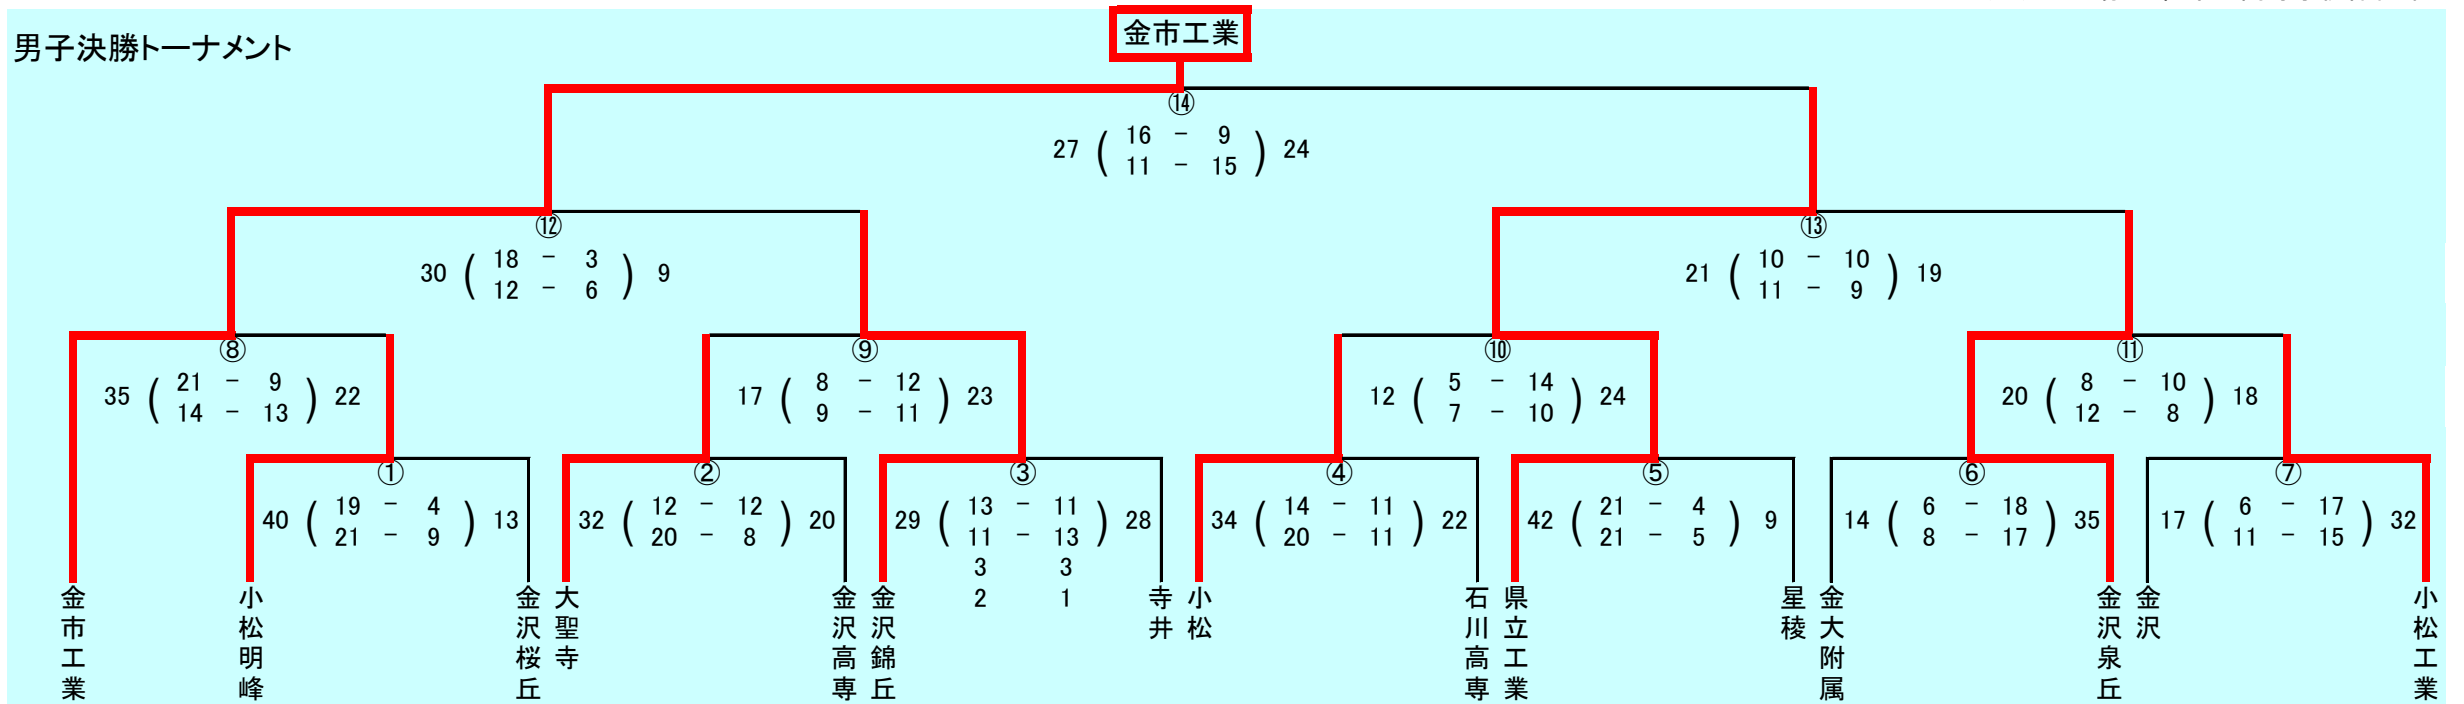 金市工業
男子決勝トーナメント
⑭
27 ( 16 - 9 ) 24
11 - 15
⑫
30 ( 18 - 3 ) 9
12 - 6
⑬
21 ( 10 - 10 ) 19
11 - 9
⑧
35 ( 21 - 9 ) 22
14 - 13
⑨
17 ( 8 - 12 ) 23
9 - 11
⑩
12 ( 5 - 14 ) 24
7 - 10
⑪
20 ( 8 - 10 ) 18
12 - 8
①
40 ( 19 - 4 ) 13
21 - 9
②
32 ( 12 - 12 ) 20
20 - 8
③
29 ( 13 - 11 ) 28
11 - 13
3 3
2 1
④
34 ( 14 - 11 ) 22
20 - 11
⑤
42 ( 21 - 4 ) 9
21 - 5
⑥
14 ( 6 - 18 ) 35
8 - 17
⑦
17 ( 6 - 17 ) 32
11 - 15
金市工業
小松明峰
金沢桜丘
大聖寺
金沢高専
金沢錦丘
寺井
小松
石川高専
県立工業
星稜
金大附属
金沢泉丘
金沢
小松工業